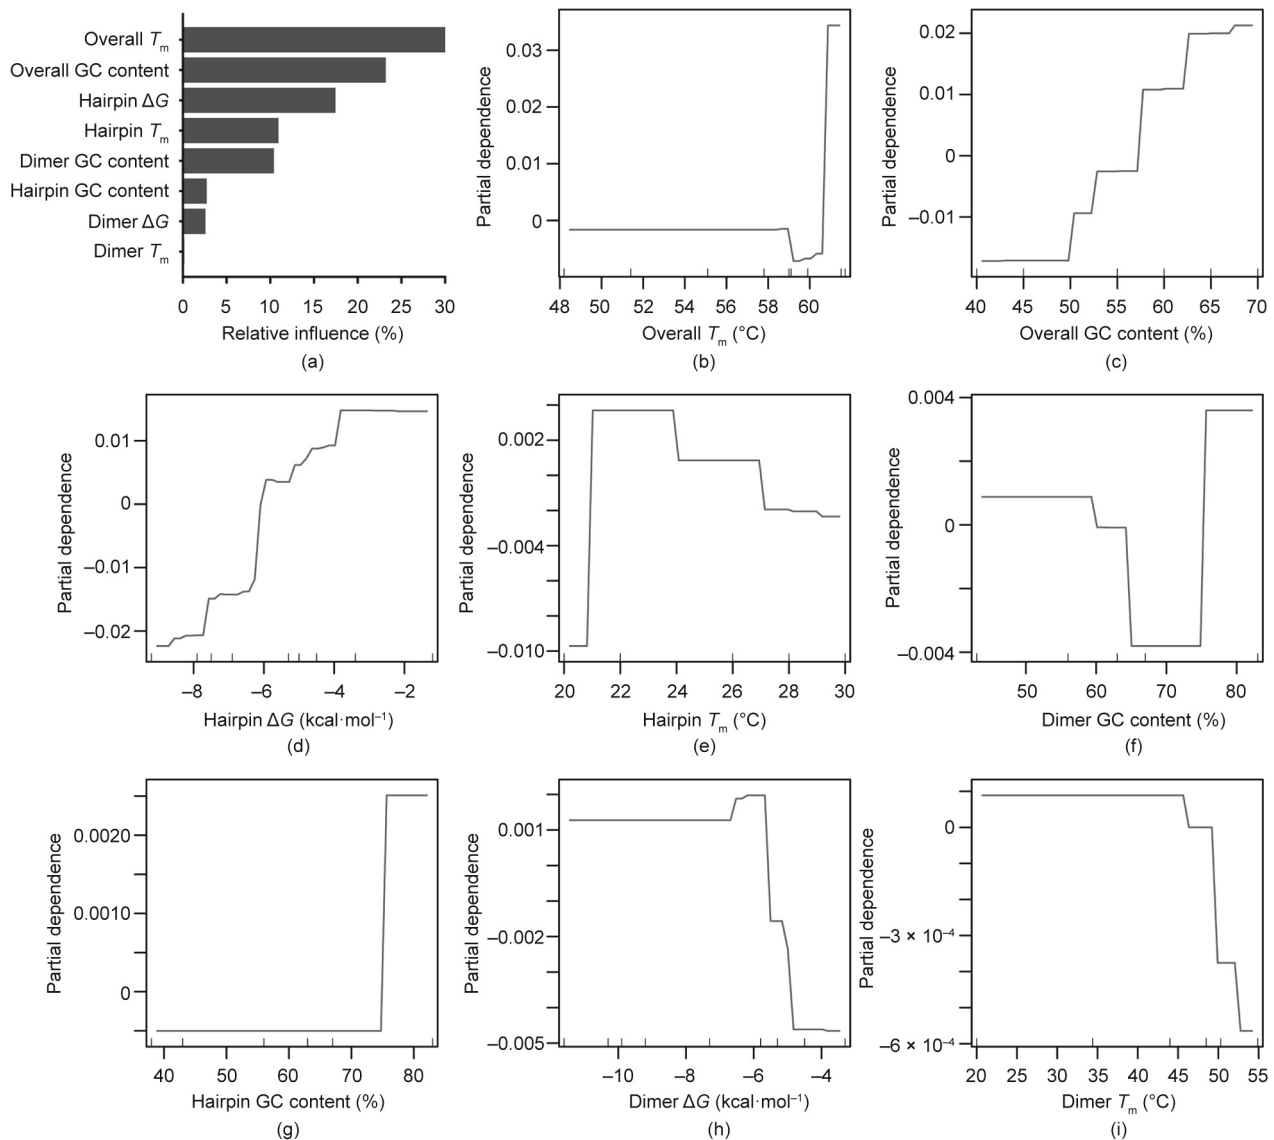 Overall Tm
Overall GC content
Hairpin ΔG
Hairpin Tm
Dimer GC content
Hairpin GC content
Dimer ΔG
Dimer Tm
0 5 10 15 20 25 30
Relative influence (%)
(a)
Partial dependence
0.03
0.02
0.01
0
48 50 52 54 56 58 60
Overall Tm (°C)
(b)
Partial dependence
0.02
0.01
0
–0.01
40 45 50 55 60 65 70
Overall GC content (%)
(c)
Partial dependence
0.01
0
–0.01
–0.02
–8 –6 –4 –2
Hairpin ΔG (kcal·mol–1)
(d)
Partial dependence
0.002
–0.004
–0.010
20 22 24 26 28 30
Hairpin Tm (°C)
(e)
Partial dependence
0.004
0
–0.004
50 60 70 80
Dimer GC content (%)
(f)
Partial dependence
0.0020
0.0010
0
40 50 60 70 80
Hairpin GC content (%)
(g)
Partial dependence
0.001
–0.002
–0.005
–10 –8 –6 –4
Dimer ΔG (kcal·mol–1)
(h)
Partial dependence
0
–3 × 10–4
–6 × 10–4
20 25 30 35 40 45 50 55
Dimer Tm (°C)
(i)